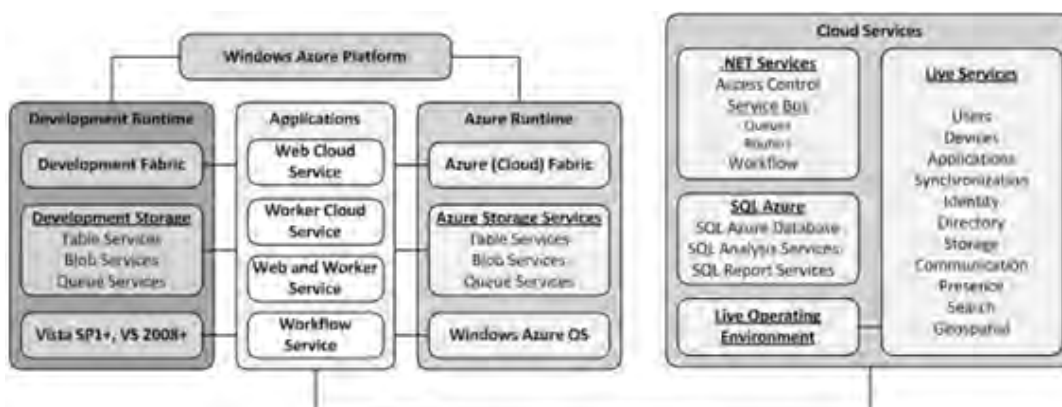 Windows Azure Platform
Development Runtime
Development Fabric
Development Storage
Table Services
Blob Services
Queue Services
Vista SP1+, VS 2008+
Applications
Web Cloud
Service
Worker Cloud
Service
Web and Worker
Service
Workflow
Service
Azure Runtime
Azure (Cloud) Fabric
Azure Storage Services
Table Services
Blob Services
Queue Services
Windows Azure OS
Cloud Services
.NET Services
Access Control
Service Bus
Queues
Routers
Workflow
SQL Azure
SQL Azure Database
SQL Analysis Services
SQL Report Services
Live Operating
Environment
Live Services
Users
Devices
Applications
Synchronization
Identity
Directory
Storage
Communication
Presence
Search
Geospatial